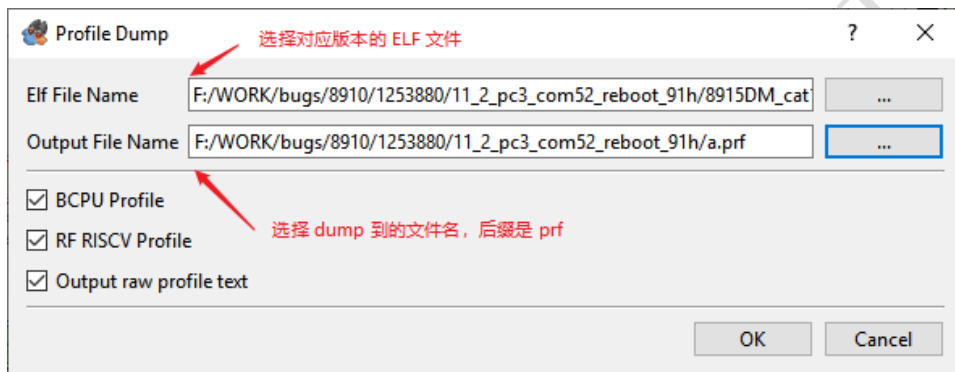 Profile Dump
选择对应版本的 ELF 文件
?
Elf File Name
F:/WORK/bugs/8910/1253880/11_2_pc3_com52_reboot_91h/8915DM_cat
...
Output File Name
F:/WORK/bugs/8910/1253880/11_2_pc3_com52_reboot_91h/a.prf
...
BCPU Profile
选择 dump 到的文件名，后缀是 prf
RF RISCV Profile
Output raw profile text
OK
Cancel